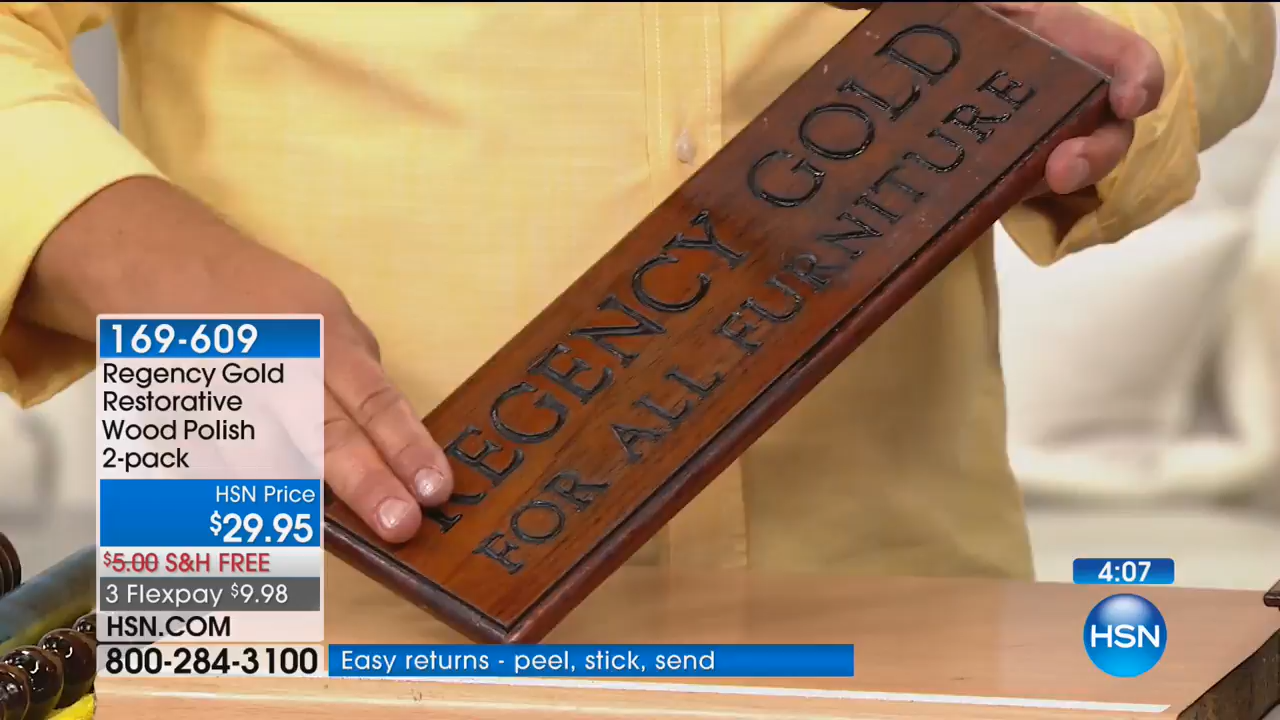 REGENCY GOLD
FOR ALL FURNITURE
169-609
Regency Gold
Restorative
Wood Polish
2-pack
HSN Price
$29.95
$5.00 S&H FREE
3 Flexpay $9.98
HSN.COM
800-284-3100
Easy returns - peel, stick, send
4:07
HSN